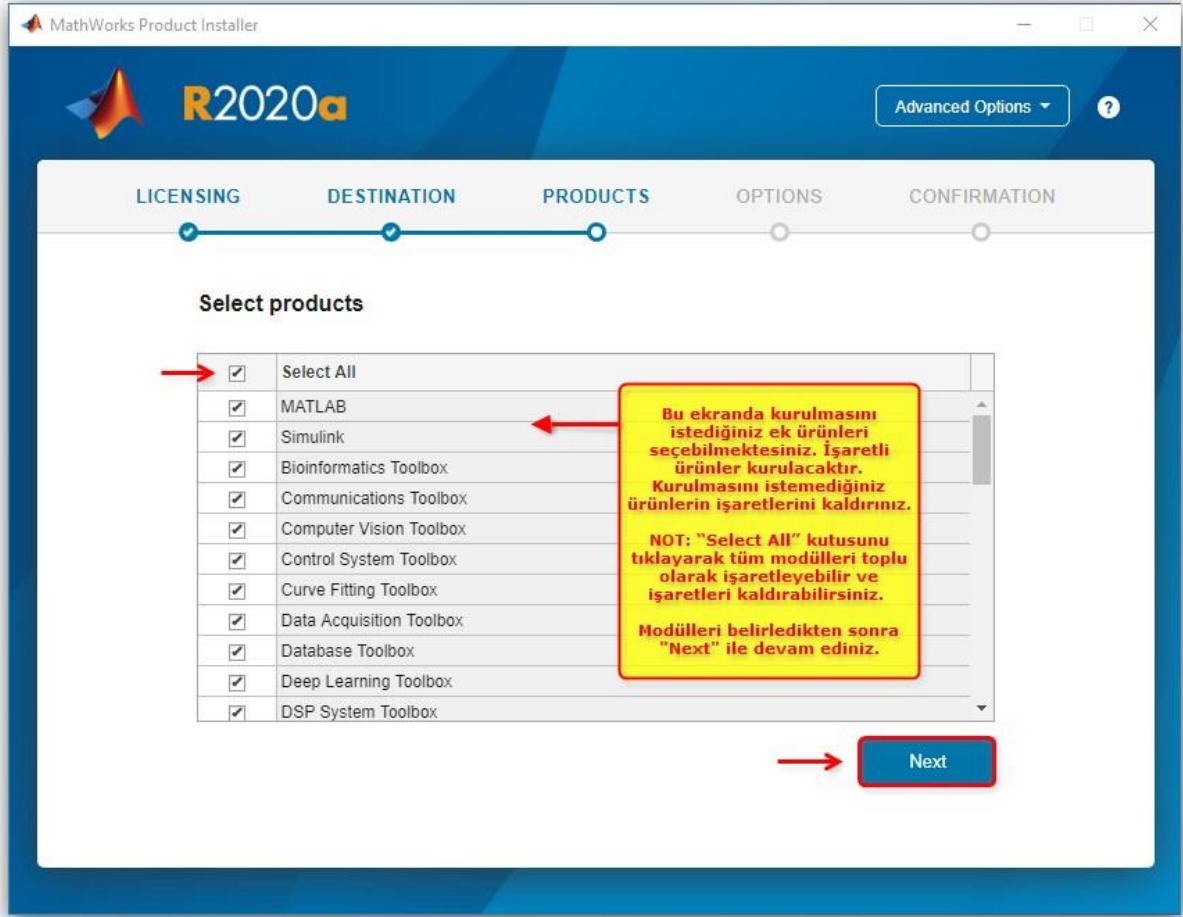 MathWorks Product Installer
R2020a
Advanced Options
?
LICENSING
DESTINATION
PRODUCTS
OPTIONS
CONFIRMATION
Select products
Select All
MATLAB
Simulink
Bioinformatics Toolbox
Communications Toolbox
Computer Vision Toolbox
Control System Toolbox
Curve Fitting Toolbox
Data Acquisition Toolbox
Database Toolbox
Deep Learning Toolbox
DSP System Toolbox
Bu ekranda kurulmasını
istediğiniz ek ürünleri
seçebilmektesiniz. İşaretli
ürünler kurulacaktır.
Kurulmasını istemediğiniz
ürünlerin işaretlerini kaldırınız.
NOT: “Select All” kutusunu
tıklayarak tüm modülleri toplu
olarak işaretleyebilir ve
işaretleri kaldırabilirsiniz.
Modülleri belirledikten sonra
"Next" ile devam ediniz.
Next